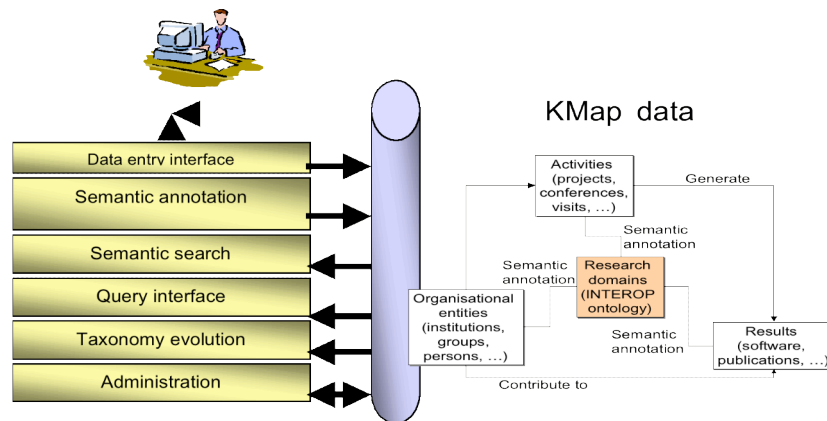 KMap data
Data entry interface
Semantic annotation
Semantic search
Query interface
Taxonomy evolution
Administration
Activities
(projects,
conferences,
visits, ...)
Generate
Semantic
annotation
Semantic
annotation
Research
domains
(INTEROP
ontology)
Organisational
entities
(institutions,
groups,
persons, ...)
Semantic
annotation
Results
(software,
publications, ...)
Contribute to